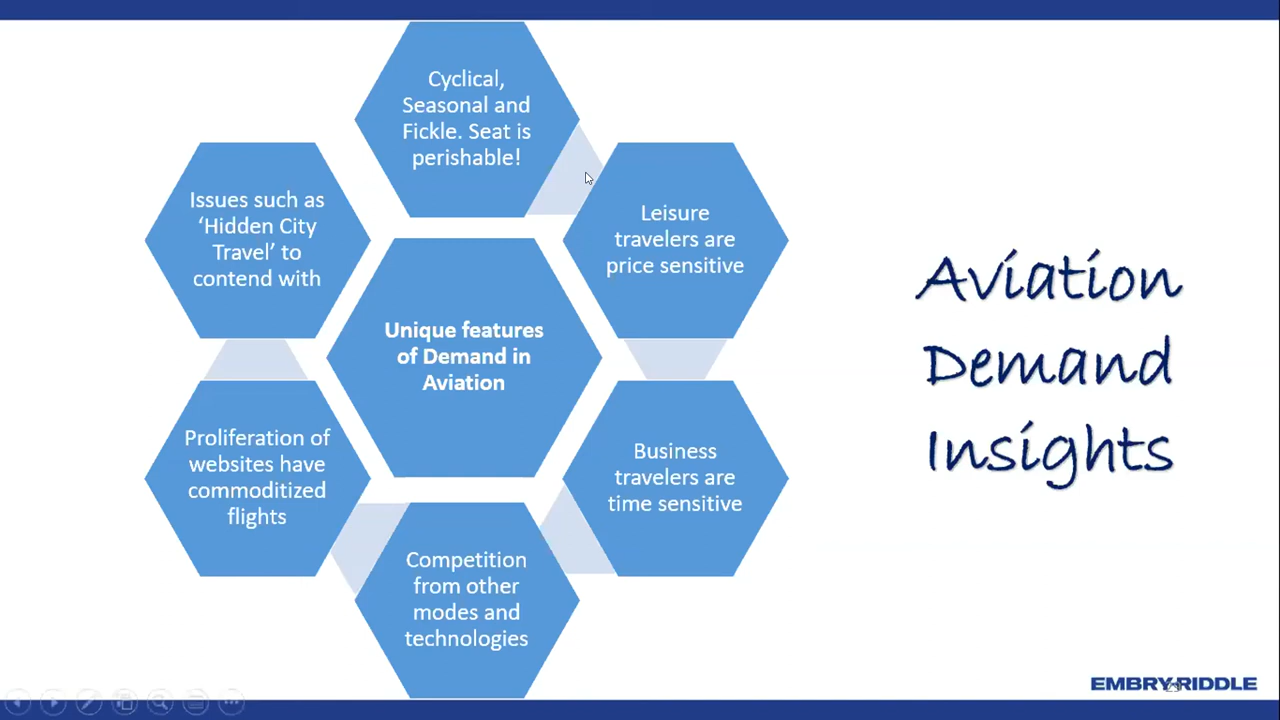 Cyclical,
Seasonal and
Fickle. Seat is
perishable!
Leisure
travelers are
price sensitive
Business
travelers are
time sensitive
Competition
from other
modes and
technologies
Proliferation of
websites have
commoditized
flights
Issues such as
‘Hidden City
Travel’ to
contend with
Unique features
of Demand in
Aviation
Aviation
Demand
Insights
EMBRY-RIDDLE